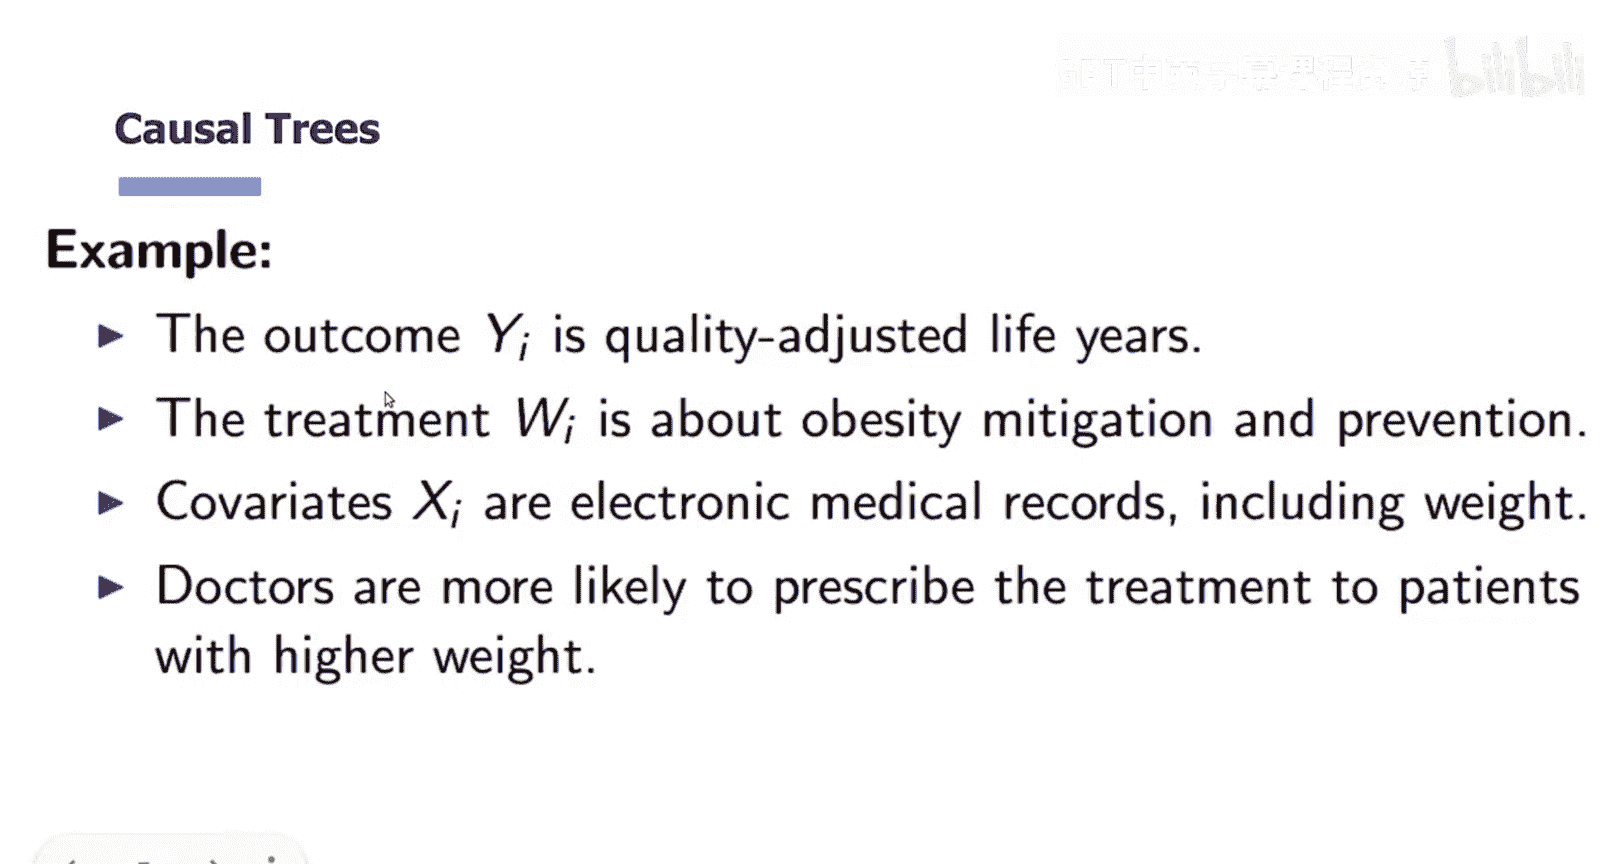 bilibili
Causal Trees
Example:
The outcome Yᵢ is quality-adjusted life years.
The treatment Wᵢ is about obesity mitigation and prevention.
Covariates Xᵢ are electronic medical records, including weight.
Doctors are more likely to prescribe the treatment to patients
with higher weight.